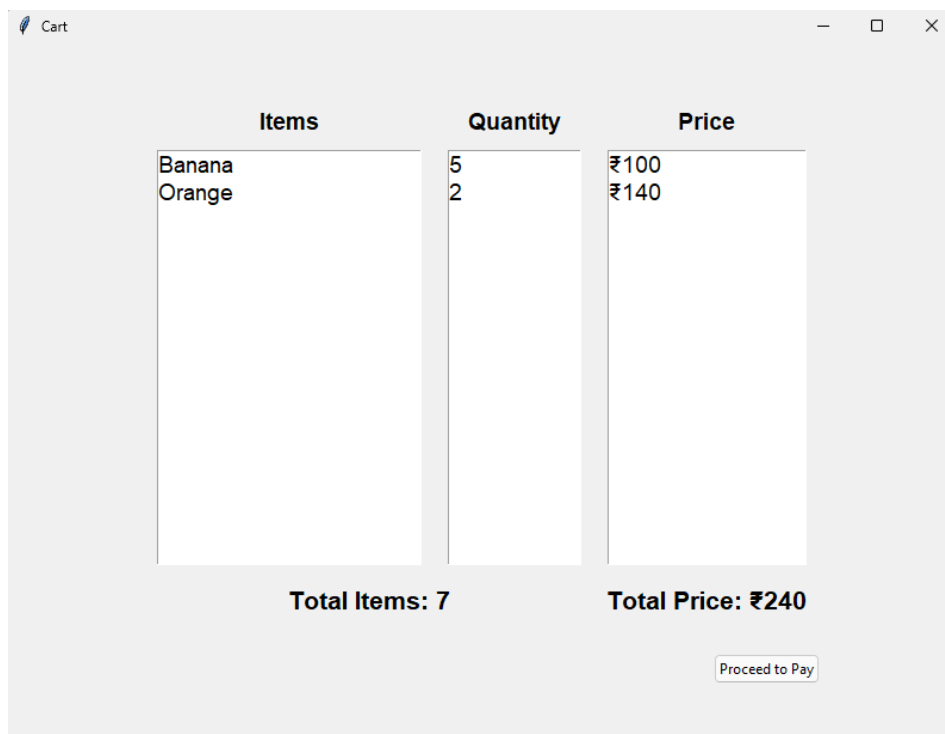 Cart
Items Quantity Price
Banana 5 ₹100
Orange 2 ₹140
Total Items: 7 Total Price: ₹240
Proceed to Pay